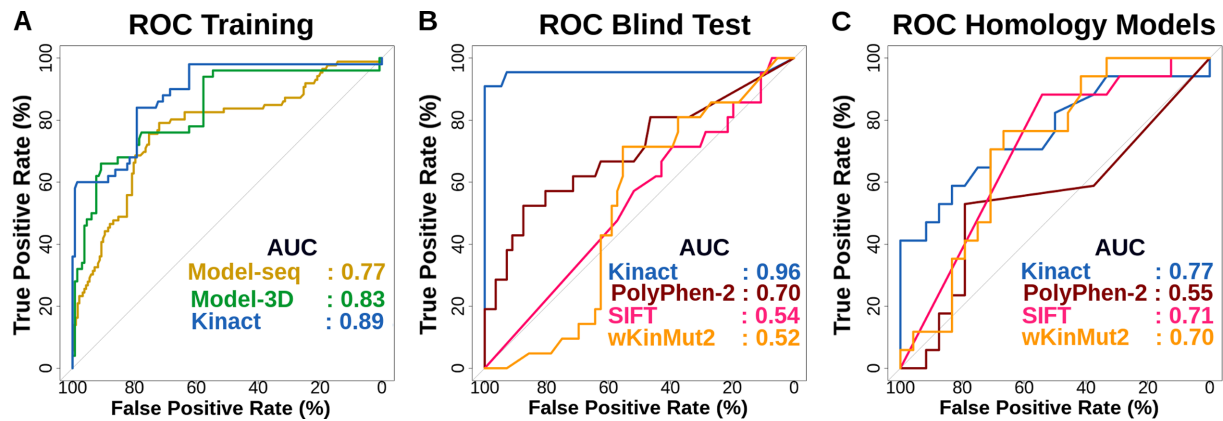 A
ROC Training
100
80
60
40
20
0
True Positive Rate (%)
AUC
Model-seq : 0.77
Model-3D : 0.83
Kinact : 0.89
100 80 60 40 20 0
False Positive Rate (%)
B
ROC Blind Test
100
80
60
40
20
0
True Positive Rate (%)
AUC
Kinact : 0.96
PolyPhen-2 : 0.70
SIFT : 0.54
wKinMut2 : 0.52
100 80 60 40 20 0
False Positive Rate (%)
C
ROC Homology Models
100
80
60
40
20
0
True Positive Rate (%)
AUC
Kinact : 0.77
PolyPhen-2 : 0.55
SIFT : 0.71
wKinMut2 : 0.70
100 80 60 40 20 0
False Positive Rate (%)